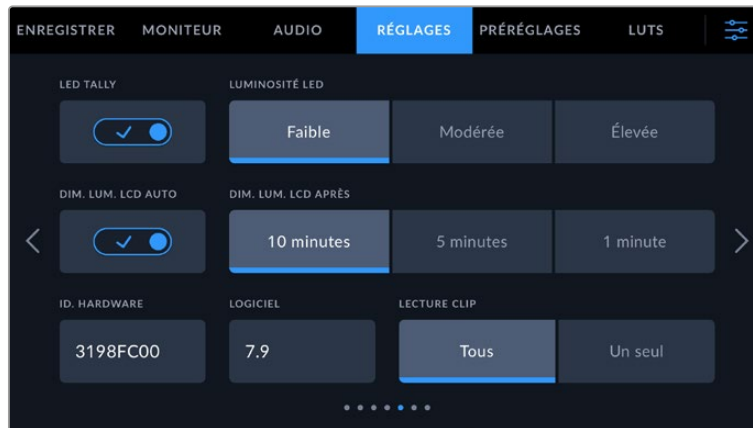 ENREGISTRER MONITEUR AUDIO RÉGLAGES PRÉRÉGLAGES LUTS
LED TALLY LUMINOSITÉ LED
Faible Modérée Élevée
DIM. LUM. LCD AUTO DIM. LUM. LCD APRÈS
10 minutes 5 minutes 1 minute
ID. HARDWARE LOGICIEL LECTURE CLIP
3198FC00 7.9 Tous Un seul